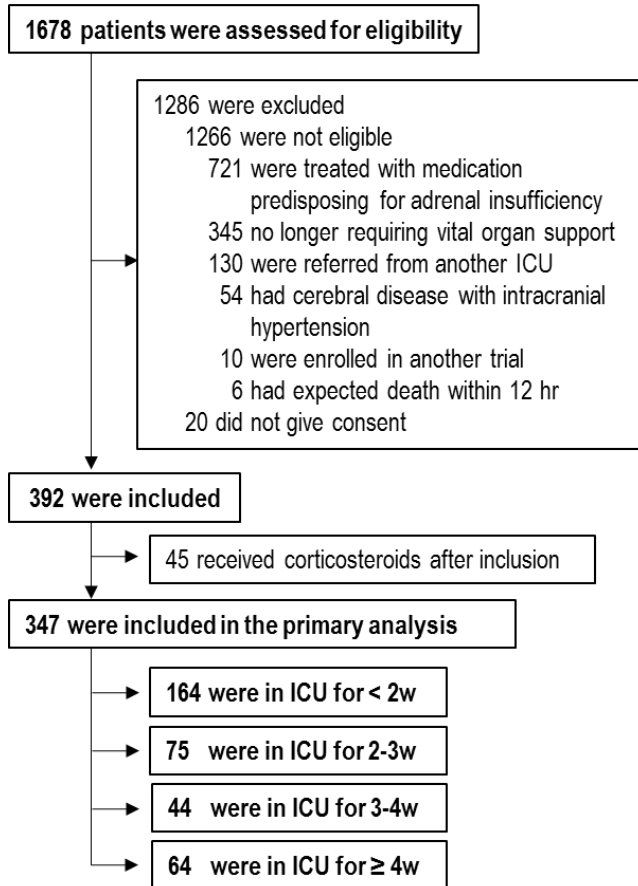 1678 patients were assessed for eligibility
1286 were excluded
1266 were not eligible
721 were treated with medication
predisposing for adrenal insufficiency
345 no longer requiring vital organ support
130 were referred from another ICU
54 had cerebral disease with intracranial
hypertension
10 were enrolled in another trial
6 had expected death within 12 hr
20 did not give consent
392 were included
45 received corticosteroids after inclusion
347 were included in the primary analysis
164 were in ICU for < 2w
75 were in ICU for 2-3w
44 were in ICU for 3-4w
64 were in ICU for ≥ 4w